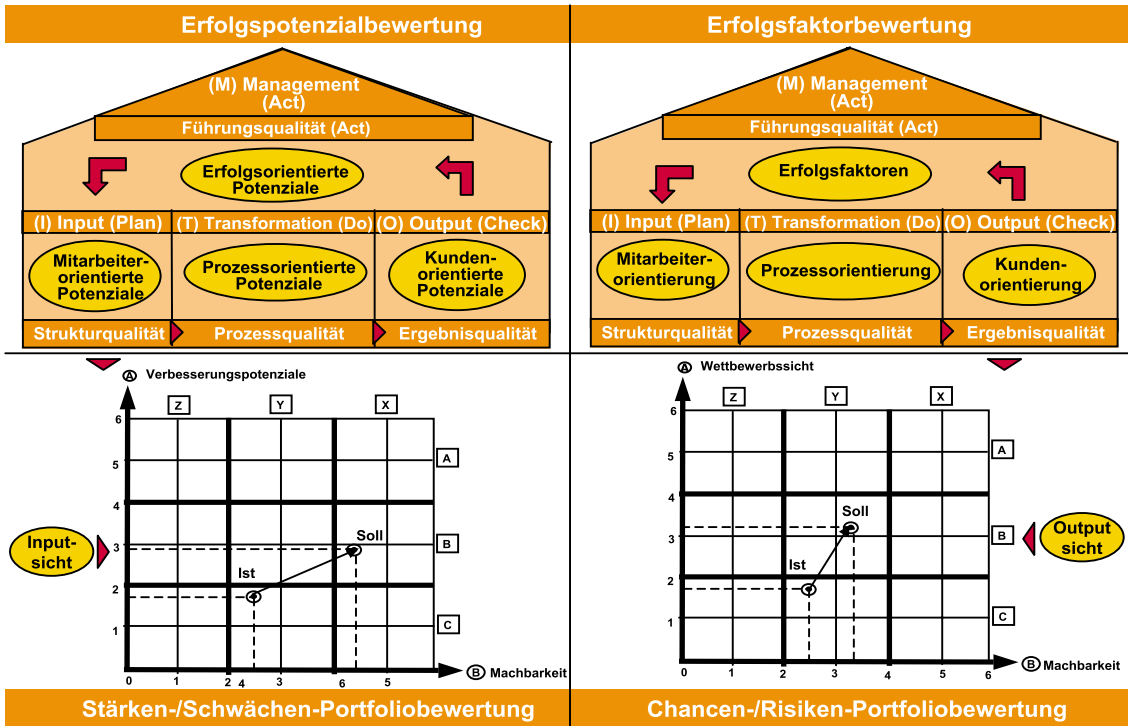 Erfolgspotenzialbewertung
(M) Management
(Act)
Führungsqualität (Act)
Erfolgsorientierte
Potenziale
(I) Input (Plan)
(T) Transformation (Do)
(O) Output (Check)
Mitarbeiter-
orientierte
Potenziale
Prozessorientierte
Potenziale
Kunden-
orientierte
Potenziale
Strukturqualität
Prozessqualität
Ergebnisqualität
Erfolgsfaktorbewertung
(M) Management
(Act)
Führungsqualität (Act)
Erfolgsfaktoren
(I) Input (Plan)
(T) Transformation (Do)
(O) Output (Check)
Mitarbeiter-
orientierung
Prozessorientierung
Kunden-
orientierung
Strukturqualität
Prozessqualität
Ergebnisqualität
A Verbesserungspotenziale
Z Y X
6
5
4
3
2
1
A
B
C
Input-
sicht
Soll
Ist
0 1 2 4 3 6 5
B Machbarkeit
Stärken-/Schwächen-Portfoliobewertung
A Wettbewerbssicht
Z Y X
6
5
4
3
2
1
A
B
C
Output
sicht
Soll
Ist
0 1 2 3 4 5 6
B Machbarkeit
Chancen-/Risiken-Portfoliobewertung